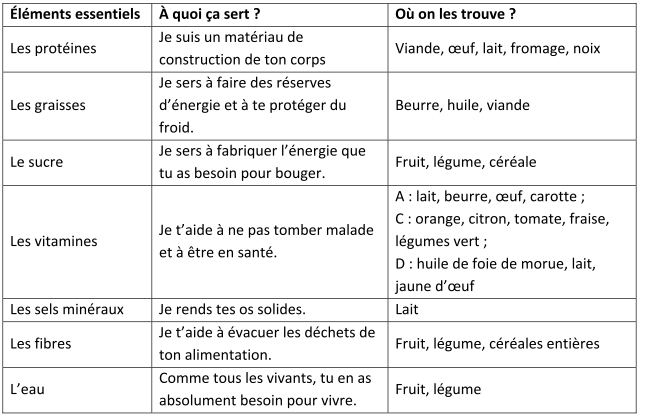 Éléments essentiels À quoi ça sert ? Où on les trouve ?
Les protéines
Je suis un matériau de
construction de ton corps
Viande, œuf, lait, fromage, noix
Les graisses
Je sers à faire des réserves
d’énergie et à te protéger du
froid.
Beurre, huile, viande
Le sucre
Je sers à fabriquer l’énergie que
tu as besoin pour bouger.
Fruit, légume, céréale
Les vitamines
Je t’aide à ne pas tomber malade
et à être en santé.
A : lait, beurre, œuf, carotte ;
C : orange, citron, tomate, fraise,
légumes vert ;
D : huile de foie de morue, lait,
jaune d’œuf
Les sels minéraux Je rends tes os solides. Lait
Les fibres
Je t’aide à évacuer les déchets de
ton alimentation.
Fruit, légume, céréales entières
L’eau
Comme tous les vivants, tu en as
absolument besoin pour vivre.
Fruit, légume